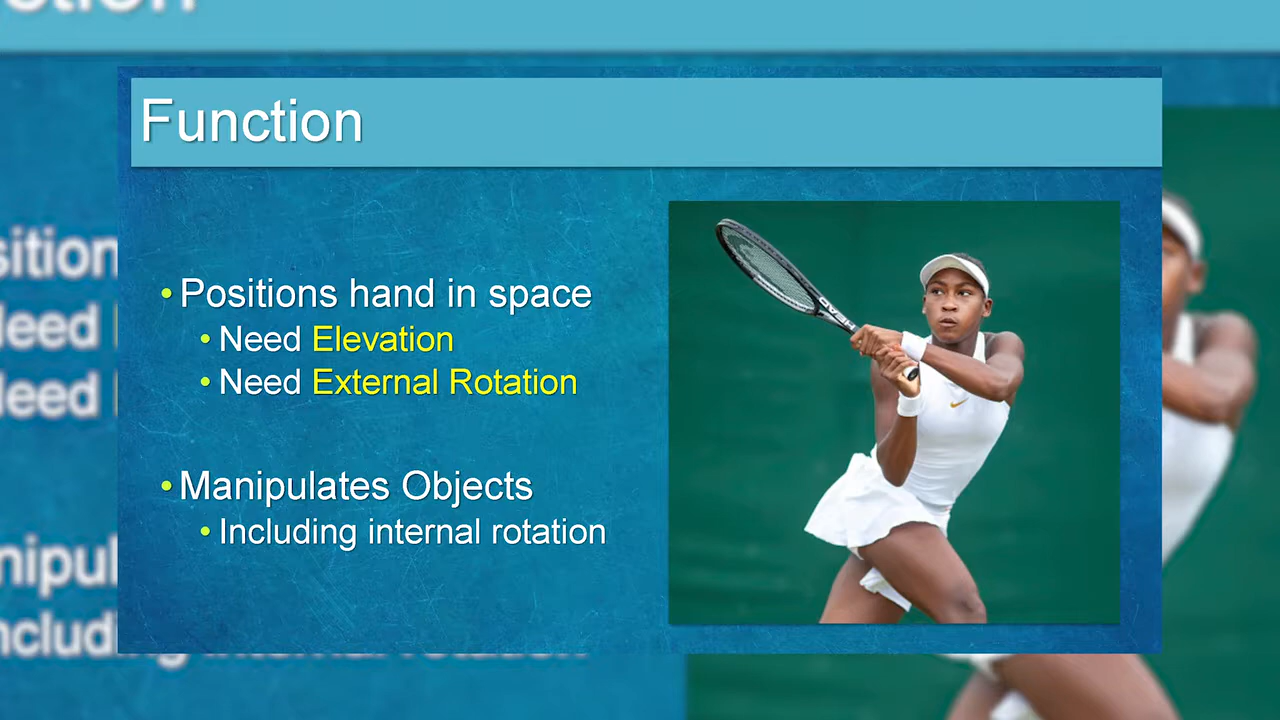 Function
• Positions hand in space
• Need Elevation
• Need External Rotation
• Manipulates Objects
• Including internal rotation